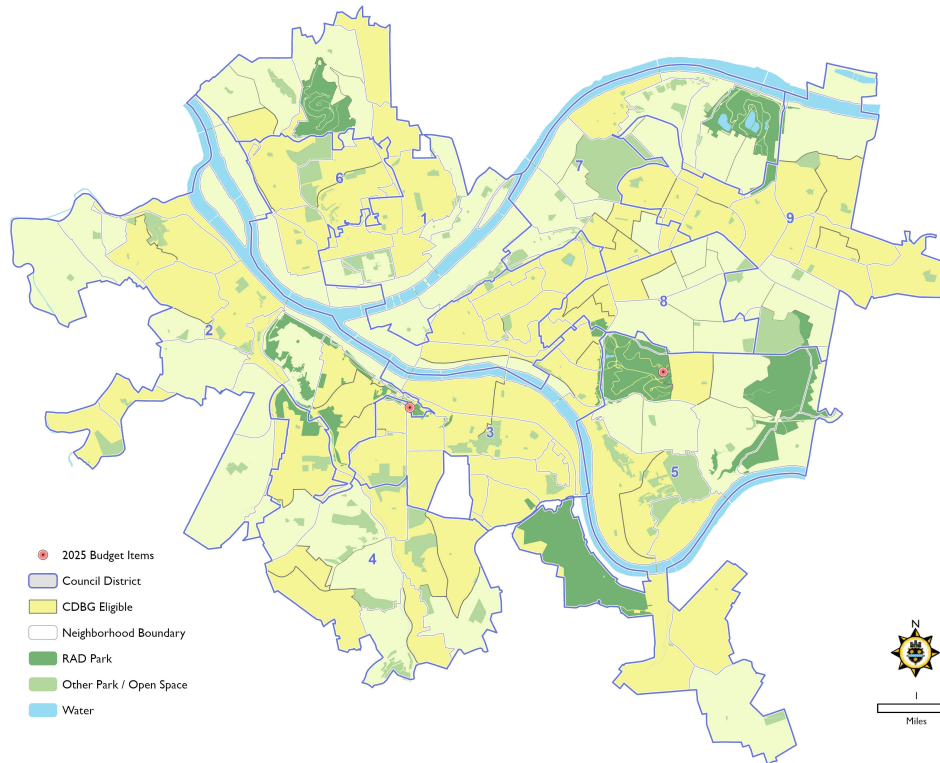 6
1
7
9
8
2
3
5
4
2025 Budget Items
Council District
CDBG Eligible
Neighborhood Boundary
RAD Park
Other Park / Open Space
Water
N
1
Miles